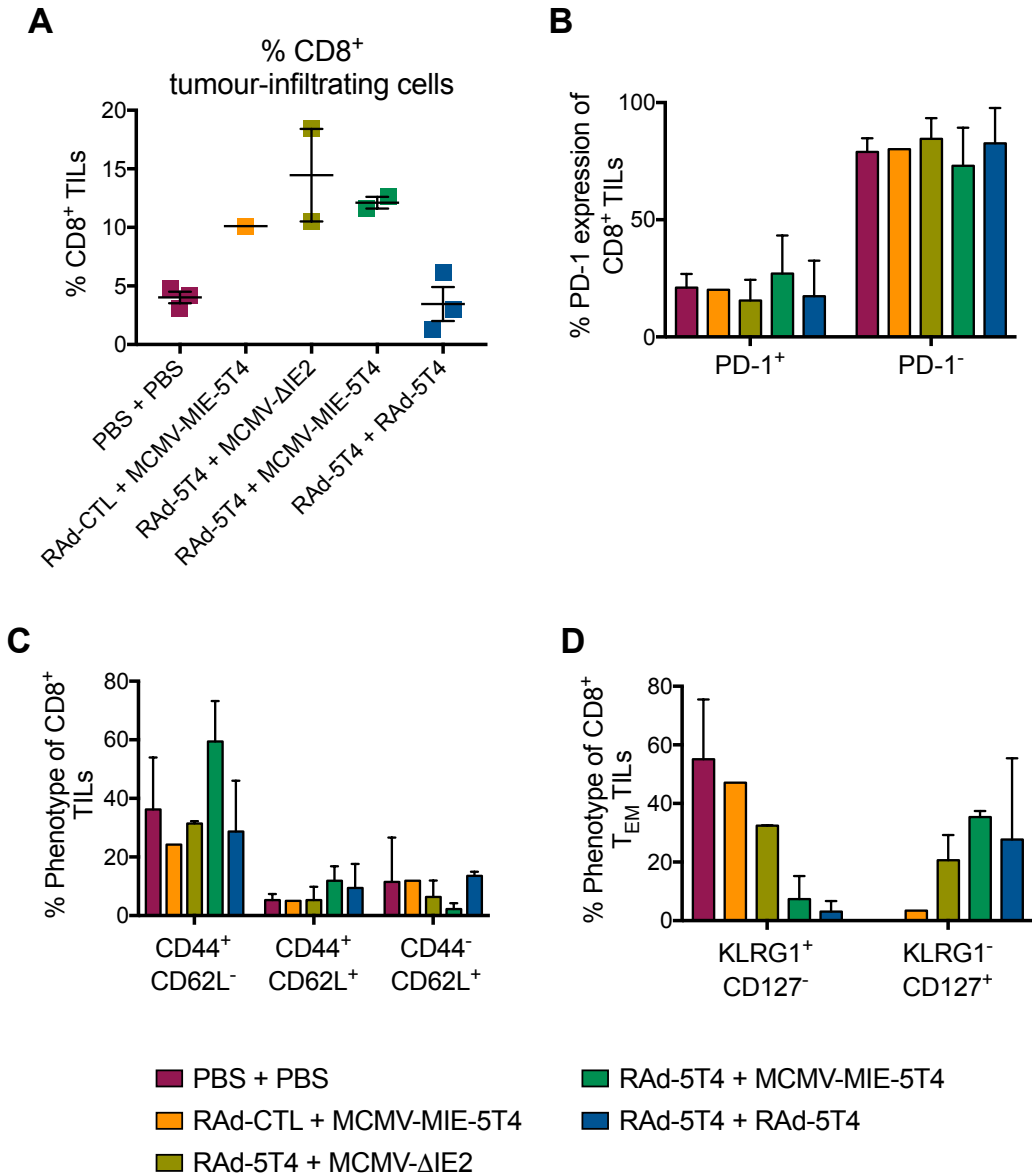 A
% CD8⁺
tumour-infiltrating cells
% CD8⁺ TILs
20
15
10
5
0
PBS + PBS
RAd-CTL + MCMV-MIE-5T4
RAd-5T4 + MCMV-ΔIE2
RAd-5T4 + MCMV-MIE-5T4
RAd-5T4 + RAd-5T4
B
% PD-1 expression of
CD8⁺ TILs
100
50
0
PD-1⁺
PD-1⁻
C
% Phenotype of CD8⁺
TILs
80
60
40
20
0
CD44⁺
CD62L⁻
CD44⁺
CD62L⁺
CD44⁻
CD62L⁺
D
% Phenotype of CD8⁺
T_EM TILs
80
60
40
20
0
KLRG1⁺
CD127⁻
KLRG1⁻
CD127⁺
PBS + PBS
RAd-CTL + MCMV-MIE-5T4
RAd-5T4 + MCMV-ΔIE2
RAd-5T4 + MCMV-MIE-5T4
RAd-5T4 + RAd-5T4